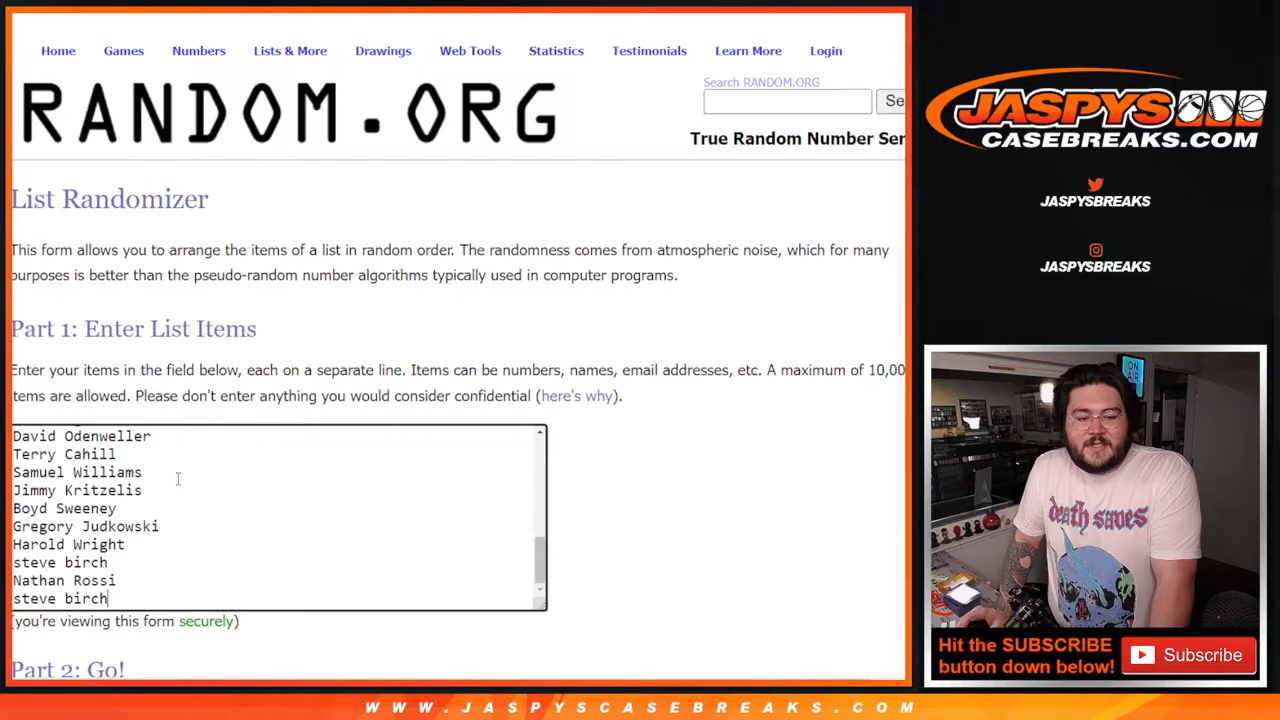 Home Games Numbers Lists & More Drawings Web Tools Statistics Testimonials Learn More Login
RANDOM.ORG
Search RANDOM.ORG
Se
True Random Number Ser
List Randomizer
This form allows you to arrange the items of a list in random order. The randomness comes from atmospheric noise, which for many
purposes is better than the pseudo-random number algorithms typically used in computer programs.
Part 1: Enter List Items
Enter your items in the field below, each on a separate line. Items can be numbers, names, email addresses, etc. A maximum of 10,00
items are allowed. Please don't enter anything you would consider confidential (here's why).
David Odenweller
Terry Cahill
Samuel Williams
Jimmy Kritzelis
Boyd Sweeney
Gregory Judkowski
Harold Wright
steve birch
Nathan Rossi
steve birch
(you're viewing this form securely)
Part 2: Go!
JASPYS
CASEBREAKS.COM
JASPYSBREAKS
JASPYSBREAKS
ON
AIR
death saves
Hit the SUBSCRIBE
button down below!
Subscribe
WWW.JASPYSCASEBREAKS.COM